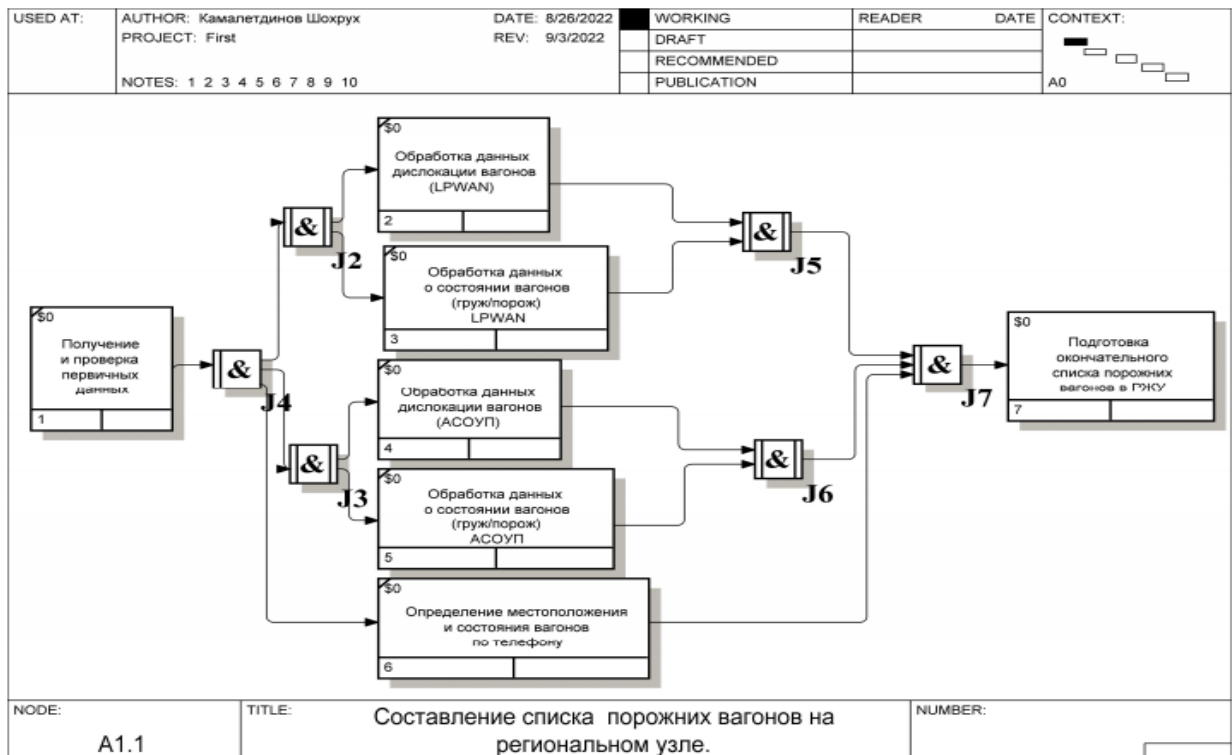 USED AT:
AUTHOR: Камалетдинов Шохрух
DATE: 8/26/2022
PROJECT: First
REV: 9/3/2022
NOTES: 1 2 3 4 5 6 7 8 9 10
WORKING
DRAFT
RECOMMENDED
PUBLICATION
READER
DATE
CONTEXT:
A0
$0
Обработка данных
дислокации вагонов
(LPWAN)
2
&
J2
$0
Обработка данных
о состоянии вагонов
(груж/порож)
LPWAN
3
&
J5
$0
Получение
и проверка
первичных
данных
1
&
J4
$0
Обработка данных
дислокации вагонов
(АСОУП)
4
&
J3
$0
Обработка данных
о состоянии вагонов
(груж/порож)
АСОУП
5
&
J6
&
J7
$0
Подготовка
окончательного
списка порожних
вагонов в РЖУ
7
$0
Определение местоположения
и состояния вагонов
по телефону
6
NODE:
A1.1
TITLE:
Составление списка порожних вагонов на
региональном узле.
NUMBER: